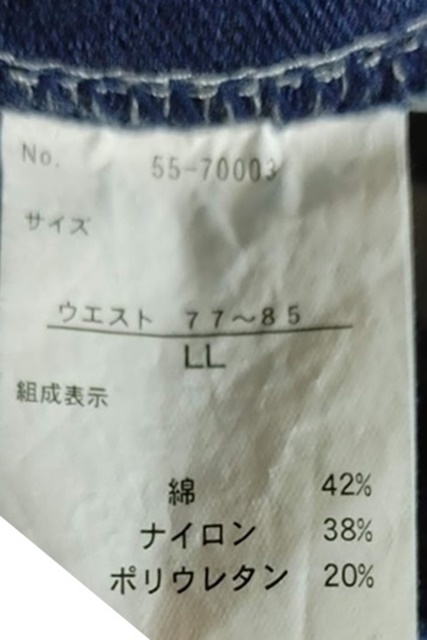 No. 55-70003
サイズ
ウエスト 77〜85
LL
組成表示
綿 42%
ナイロン 38%
ポリウレタン 20%